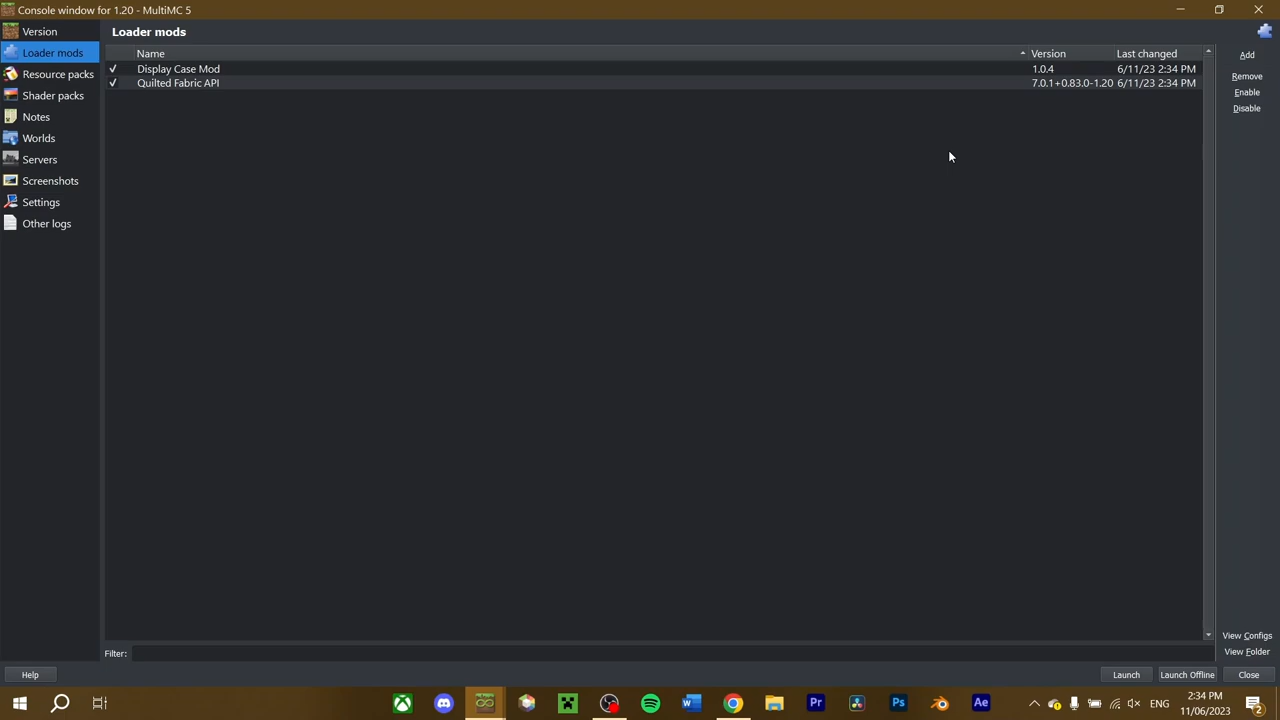 Console window for 1.20 - MultiMC 5
Version
Loader mods
Resource packs
Shader packs
Notes
Worlds
Servers
Screenshots
Settings
Other logs
Loader mods
Name Version Last changed
Display Case Mod 1.0.4 6/11/23 2:34 PM
Quilted Fabric API 7.0.1+0.83.0-1.20 6/11/23 2:34 PM
Add
Remove
Enable
Disable
View Configs
View Folder
Filter:
Help Launch Launch Offline Close
Pr Ps Ae
ENG
2:34 PM
11/06/2023
2